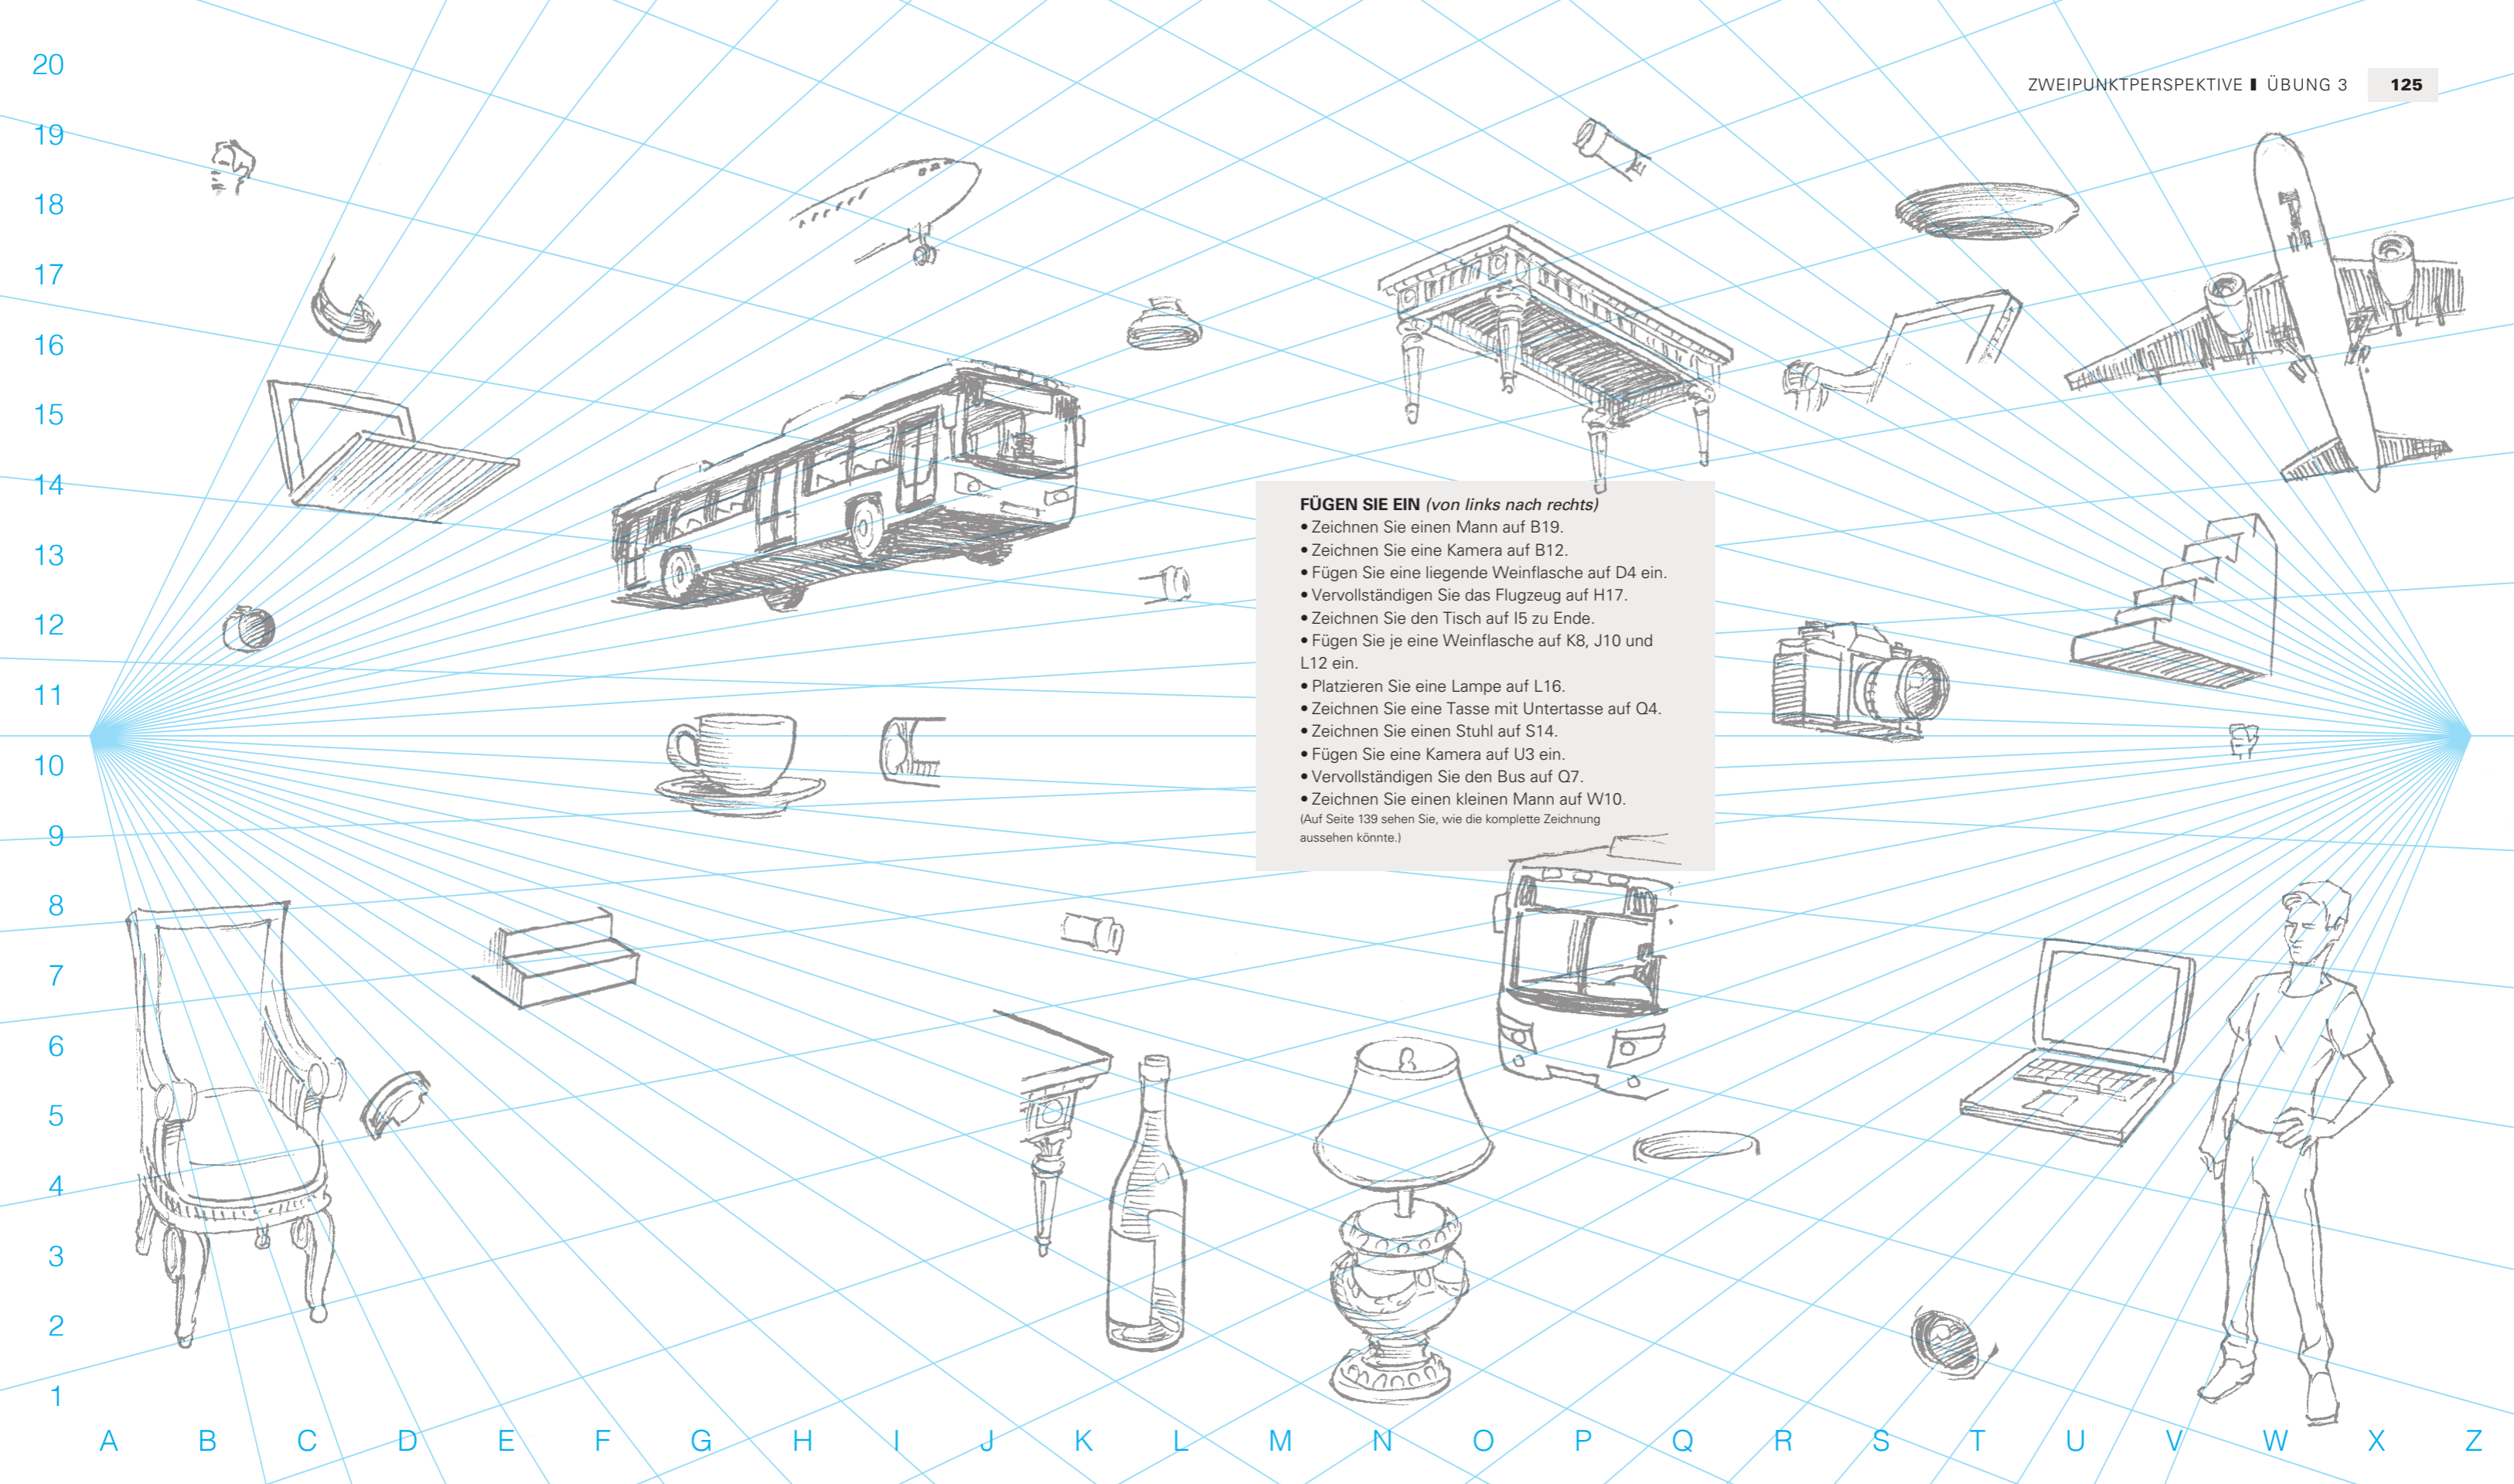 ZWEIPUNKTPERSPEKTIVE ▮ ÜBUNG 3 125
20
19
18
17
16
15
14
13
12
11
10
9
8
7
6
5
4
3
2
1
FÜGEN SIE EIN (von links nach rechts)
• Zeichnen Sie einen Mann auf B19.
• Zeichnen Sie eine Kamera auf B12.
• Fügen Sie eine liegende Weinflasche auf D4 ein.
• Vervollständigen Sie das Flugzeug auf H17.
• Zeichnen Sie den Tisch auf I5 zu Ende.
• Fügen Sie je eine Weinflasche auf K8, J10 und
L12 ein.
• Platzieren Sie eine Lampe auf L16.
• Zeichnen Sie eine Tasse mit Untertasse auf Q4.
• Zeichnen Sie einen Stuhl auf S14.
• Fügen Sie eine Kamera auf U3 ein.
• Vervollständigen Sie den Bus auf Q7.
• Zeichnen Sie einen kleinen Mann auf W10.
(Auf Seite 139 sehen Sie, wie die komplette Zeichnung
aussehen könnte.)
A B C D E F G H I J K L M N O P Q R S T U V W X Z